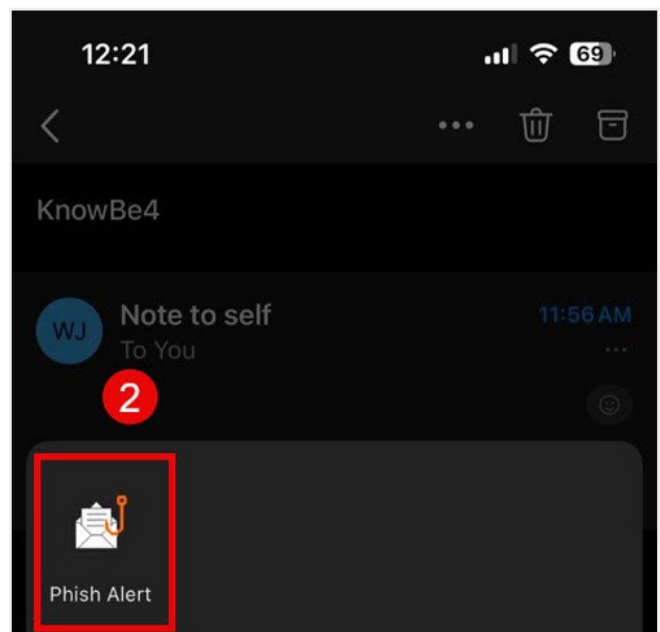 12:21
69
KnowBe4
WJ
Note to self
11:56 AM
To You
2
Phish Alert